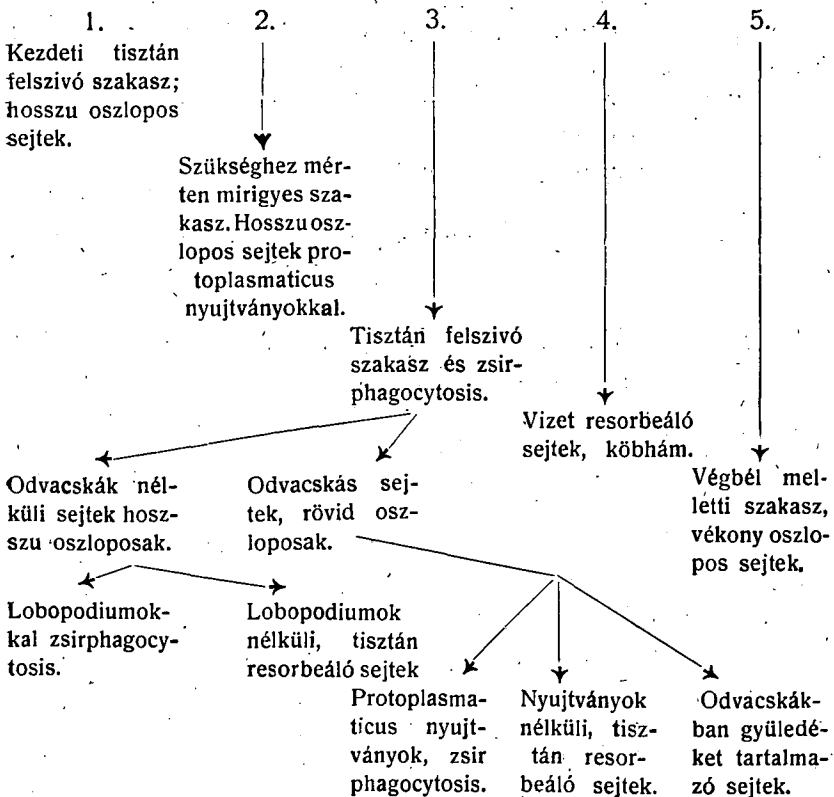 1. 2. 3. 4. 5.
Kezdeti tisztán
felszivó szakasz;
hosszu oszlopos
sejtek.
Szükséghez mér-
ten mirigyes sza-
kasz. Hosszu osz-
lopos sejtek pro-
toplasmaticus
nyujtványokkal.
Tisztán felszivó
szakasz és zsir-
phagocytosis.
Vizet resorbeáló
sejtek, köbhám.
Végbél mel-
letti szakasz,
vékony oszlo-
pos sejtek.
Odvacskák nél-
küli sejtek hosz-
szu oszloposak.
Odvacskás sej-
tek, rövid osz-
loposak.
Lobopodiumok-
kal zsirphagocy-
tosis.
Lobopodiumok
nélküli, tisztán
resorbeáló sejtek
Protoplasma-
ticus nyujt-
ványok, zsir
phagocytosis.
Nyujtványok
nélküli, tisz-
tán resor-
beáló sejtek.
Odvacskák-
ban gyüledé-
ket tartalma-
zó sejtek.